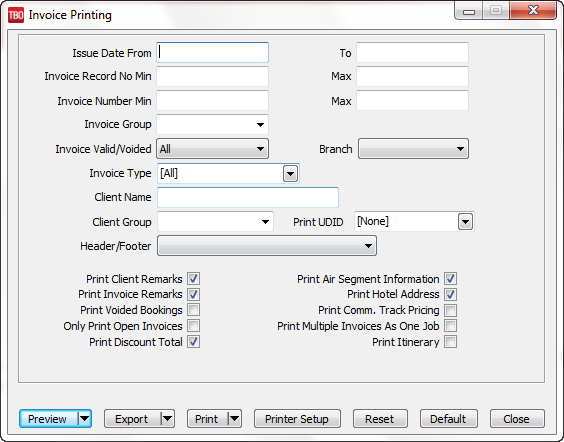 TBO Invoice Printing
Issue Date From To
Invoice Record No Min Max
Invoice Number Min Max
Invoice Group
Invoice Valid/Voided All Branch
Invoice Type [All]
Client Name
Client Group Print UDID [None]
Header/Footer
Print Client Remarks Print Air Segment Information
Print Invoice Remarks Print Hotel Address
Print Voided Bookings Print Comm. Track Pricing
Only Print Open Invoices Print Multiple Invoices As One Job
Print Discount Total Print Itinerary
Preview Export Print Printer Setup Reset Default Close